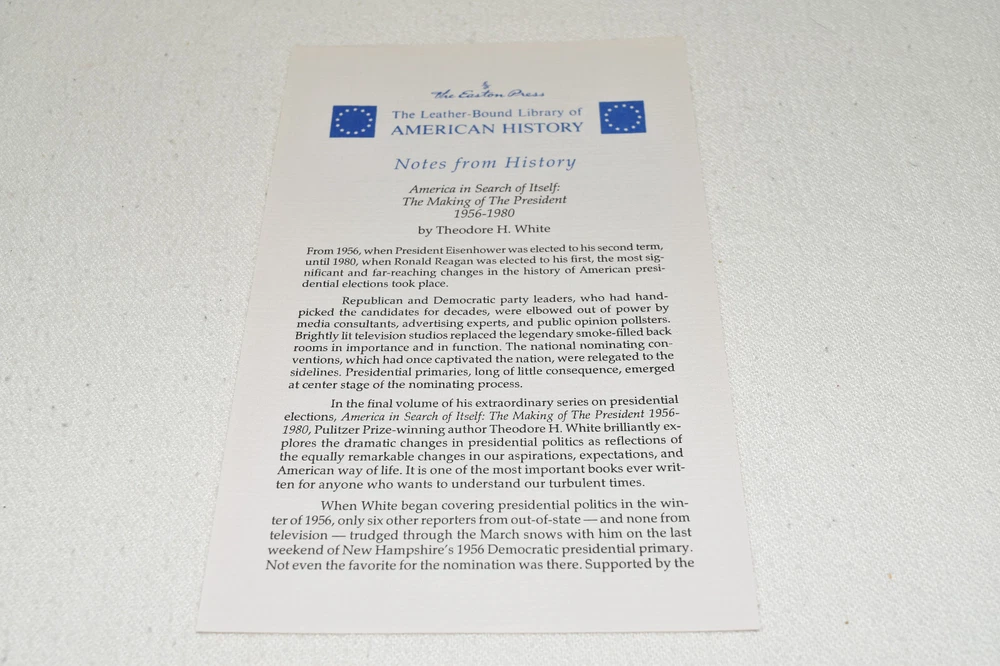 The Easton Press
The Leather-Bound Library of
AMERICAN HISTORY
Notes from History
America in Search of Itself:
The Making of The President
1956-1980
by Theodore H. White
From 1956, when President Eisenhower was elected to his second term,
until 1980, when Ronald Reagan was elected to his first, the most sig-
nificant and far-reaching changes in the history of American presi-
dential elections took place.
Republican and Democratic party leaders, who had hand-
picked the candidates for decades, were elbowed out of power by
media consultants, advertising experts, and public opinion pollsters.
Brightly lit television studios replaced the legendary smoke-filled back
rooms in importance and in function. The national nominating con-
ventions, which had once captivated the nation, were relegated to the
sidelines. Presidential primaries, long of little consequence, emerged
at center stage of the nominating process.
In the final volume of his extraordinary series on presidential
elections, America in Search of Itself: The Making of The President 1956-
1980, Pulitzer Prize-winning author Theodore H. White brilliantly ex-
plores the dramatic changes in presidential politics as reflections of
the equally remarkable changes in our aspirations, expectations, and
American way of life. It is one of the most important books ever writ-
ten for anyone who wants to understand our turbulent times.
When White began covering presidential politics in the win-
ter of 1956, only six other reporters from out-of-state — and none from
television — trudged through the March snows with him on the last
weekend of New Hampshire's 1956 Democratic presidential primary.
Not even the favorite for the nomination was there. Supported by the